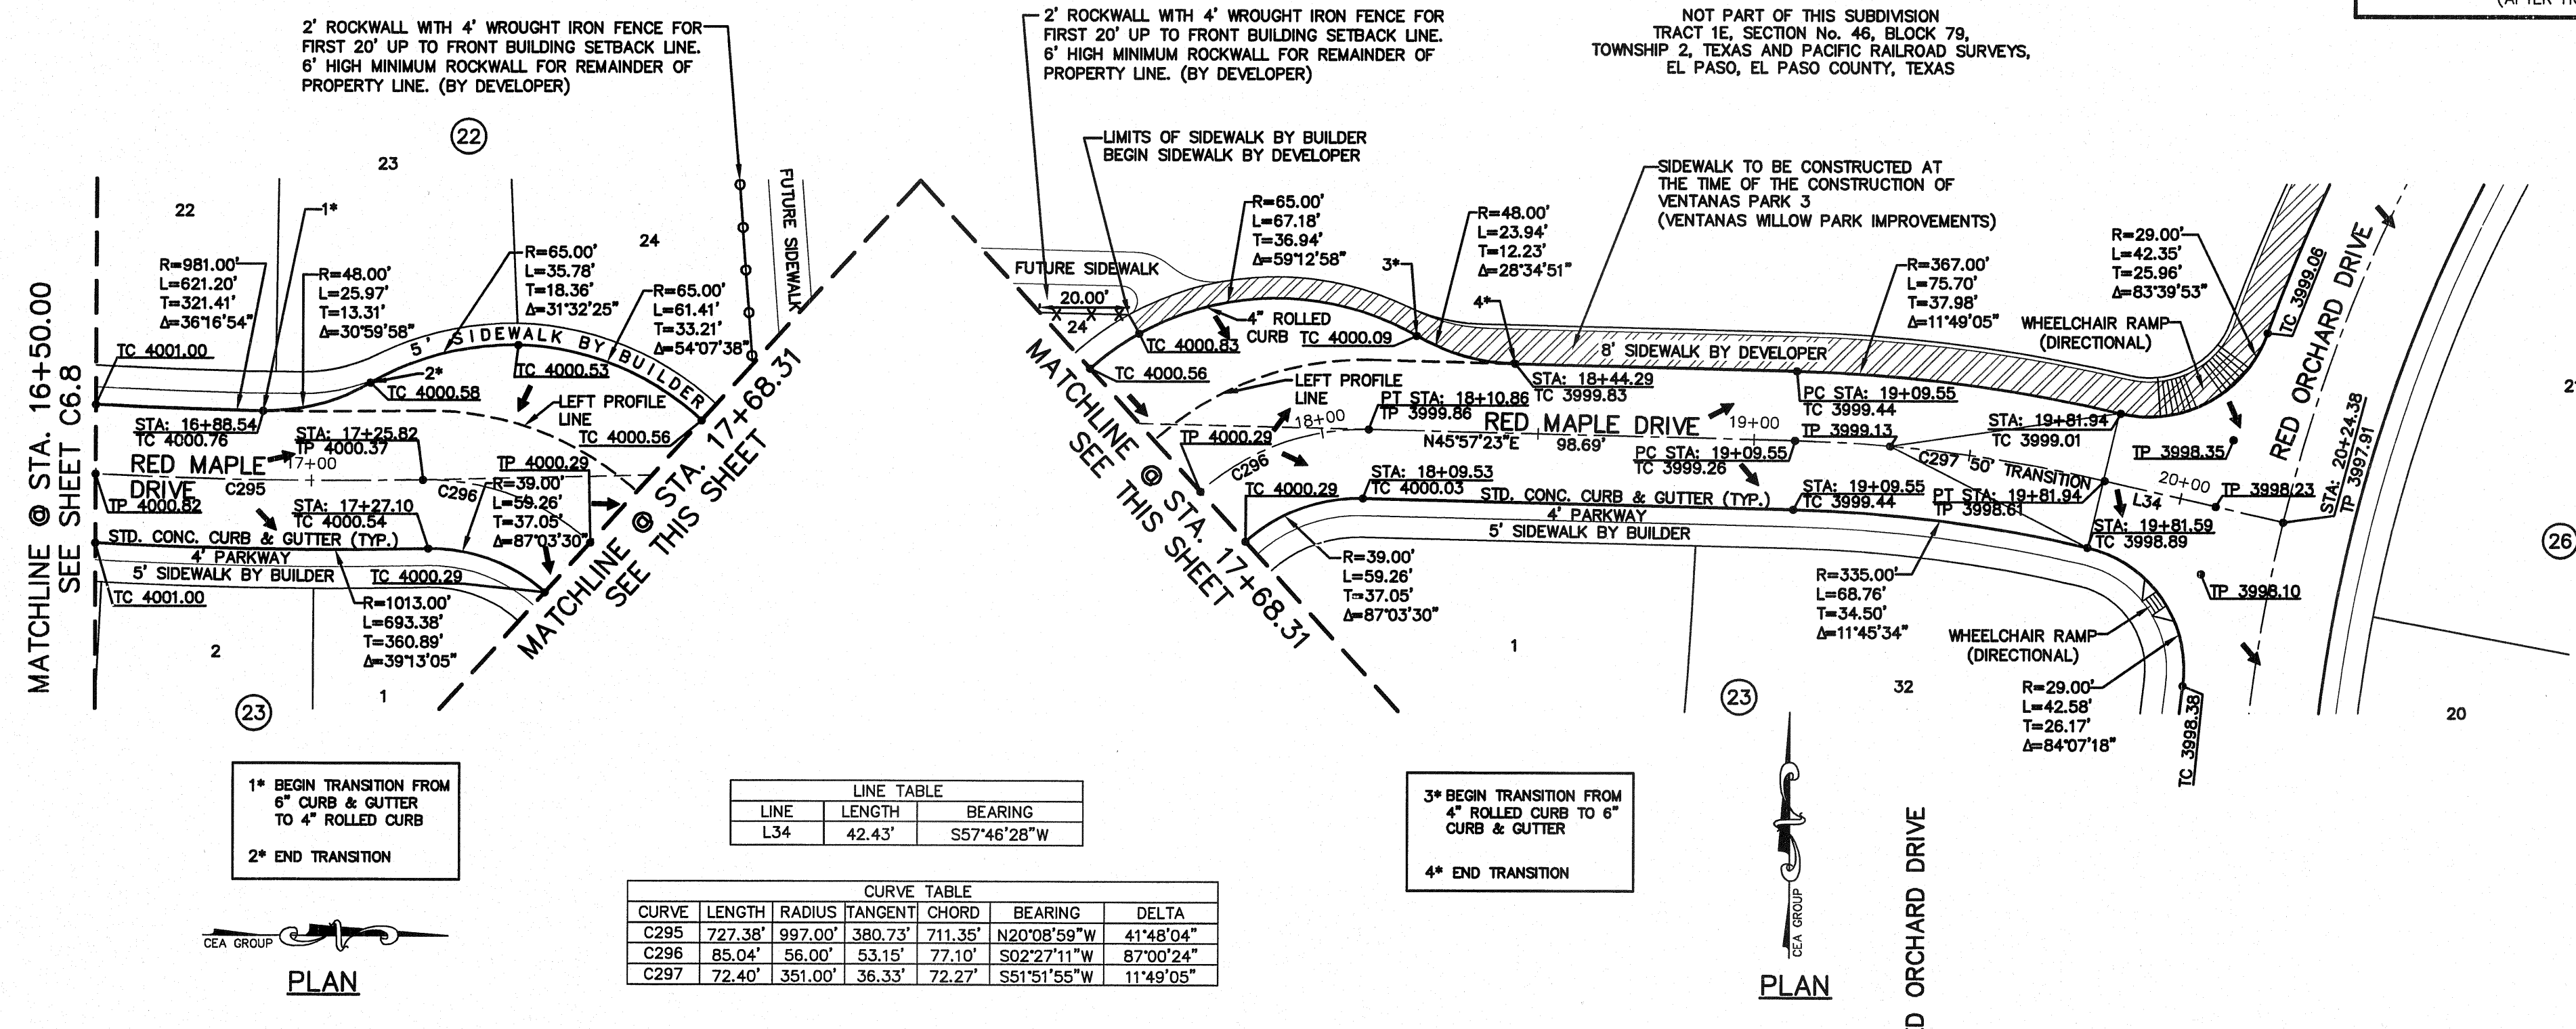 (AFTER
2' ROCKWALL WITH 4' WROUGHT IRON FENCE FOR
FIRST 20' UP TO FRONT BUILDING SETBACK LINE.
6' HIGH MINIMUM ROCKWALL FOR REMAINDER OF
PROPERTY LINE. (BY DEVELOPER)
22
23
22
1*
24
FUTURE SIDEWALK
R=981.00'
L=621.20'
T=321.41'
Δ=36°16'54"
R=48.00'
L=25.97'
T=13.31'
Δ=30°59'58"
R=65.00'
L=35.78'
T=18.36'
Δ=31°32'25"
R=65.00'
L=61.41'
T=33.21'
Δ=54°07'38"
5' SIDEWALK BY BUILDER
TC 4001.00
2*
TC 4000.58
TC 4000.53
LEFT PROFILE
LINE
TC 4000.56
STA: 16+88.54
TC 4000.76
STA: 17+25.82
TP 4000.37
RED MAPLE
DRIVE
17+00
C295
C296
TP 4000.29
TP 4000.82
STA: 17+27.10
TC 4000.54
R=39.00'
L=59.26'
T=37.05'
Δ=87°03'30"
STD. CONC. CURB & GUTTER (TYP.)
4' PARKWAY
5' SIDEWALK BY BUILDER
TC 4000.29
TC 4001.00
R=1013.00'
L=693.38'
T=360.89'
Δ=39°13'05"
2
1
23
MATCHLINE @ STA. 16+50.00
SEE SHEET C6.8
MATCHLINE @ STA. 17+68.31
SEE THIS SHEET
2' ROCKWALL WITH 4' WROUGHT IRON FENCE FOR
FIRST 20' UP TO FRONT BUILDING SETBACK LINE.
6' HIGH MINIMUM ROCKWALL FOR REMAINDER OF
PROPERTY LINE. (BY DEVELOPER)
NOT PART OF THIS SUBDIVISION
TRACT 1E, SECTION No. 46, BLOCK 79,
TOWNSHIP 2, TEXAS AND PACIFIC RAILROAD SURVEYS,
EL PASO, EL PASO COUNTY, TEXAS
LIMITS OF SIDEWALK BY BUILDER
BEGIN SIDEWALK BY DEVELOPER
SIDEWALK TO BE CONSTRUCTED AT
THE TIME OF THE CONSTRUCTION OF
VENTANAS PARK 3
(VENTANAS WILLOW PARK IMPROVEMENTS)
R=65.00'
L=67.18'
T=36.94'
Δ=59°12'58"
R=48.00'
L=23.94'
T=12.23'
Δ=28°34'51"
3*
4*
R=367.00'
L=75.70'
T=37.98'
Δ=11°49'05"
R=29.00'
L=42.35'
T=25.96'
Δ=83°39'53"
WHEELCHAIR RAMP
(DIRECTIONAL)
TC 3999.06
RED ORCHARD DRIVE
FUTURE SIDEWALK
20.00'
X X X
24
4" ROLLED
CURB
TC 4000.83
TC 4000.09
TC 4000.56
8' SIDEWALK BY DEVELOPER
LEFT PROFILE
LINE
STA: 18+44.29
TC 3999.83
PT STA: 18+10.86
TP 3999.86
PC STA: 19+09.55
TC 3999.44
18+00
RED MAPLE DRIVE
19+00
N45°57'23"E
98.69'
TP 3999.13
STA: 19+81.94
TC 3999.01
TP 4000.29
C296
PC STA: 19+09.55
TC 3999.26
C297
50' TRANSITION
TP 3998.35
TC 4000.29
STA: 18+09.53
TC 4000.03
STD. CONC. CURB & GUTTER (TYP.)
4' PARKWAY
5' SIDEWALK BY BUILDER
STA: 19+09.55
TC 3999.44
PT STA: 19+81.94
TP 3998.61
20+00
L34
TP 3998.23
STA: 20+24.38
TP 3997.91
STA: 19+81.59
TC 3998.89
TP 3998.10
R=39.00'
L=59.26'
T=37.05'
Δ=87°03'30"
R=335.00'
L=68.76'
T=34.50'
Δ=11°45'34"
WHEELCHAIR RAMP
(DIRECTIONAL)
R=29.00'
L=42.58'
T=26.17'
Δ=84°07'18"
TC 3998.38
1
23
32
26
20
MATCHLINE @ STA. 17+68.31
SEE THIS SHEET
1* BEGIN TRANSITION FROM
6" CURB & GUTTER
TO 4" ROLLED CURB
2* END TRANSITION
CEA GROUP
PLAN
LINE TABLE
LINE LENGTH BEARING
L34 42.43' S57°46'28"W
CURVE TABLE
CURVE LENGTH RADIUS TANGENT CHORD BEARING DELTA
C295 727.38' 997.00' 380.73' 711.35' N20°08'59"W 41°48'04"
C296 85.04' 56.00' 53.15' 77.10' S02°27'11"W 87°00'24"
C297 72.40' 351.00' 36.33' 72.27' S51°51'55"W 11°49'05"
3* BEGIN TRANSITION FROM
4" ROLLED CURB TO 6"
CURB & GUTTER
4* END TRANSITION
CEA GROUP
PLAN
ORCHARD DRIVE